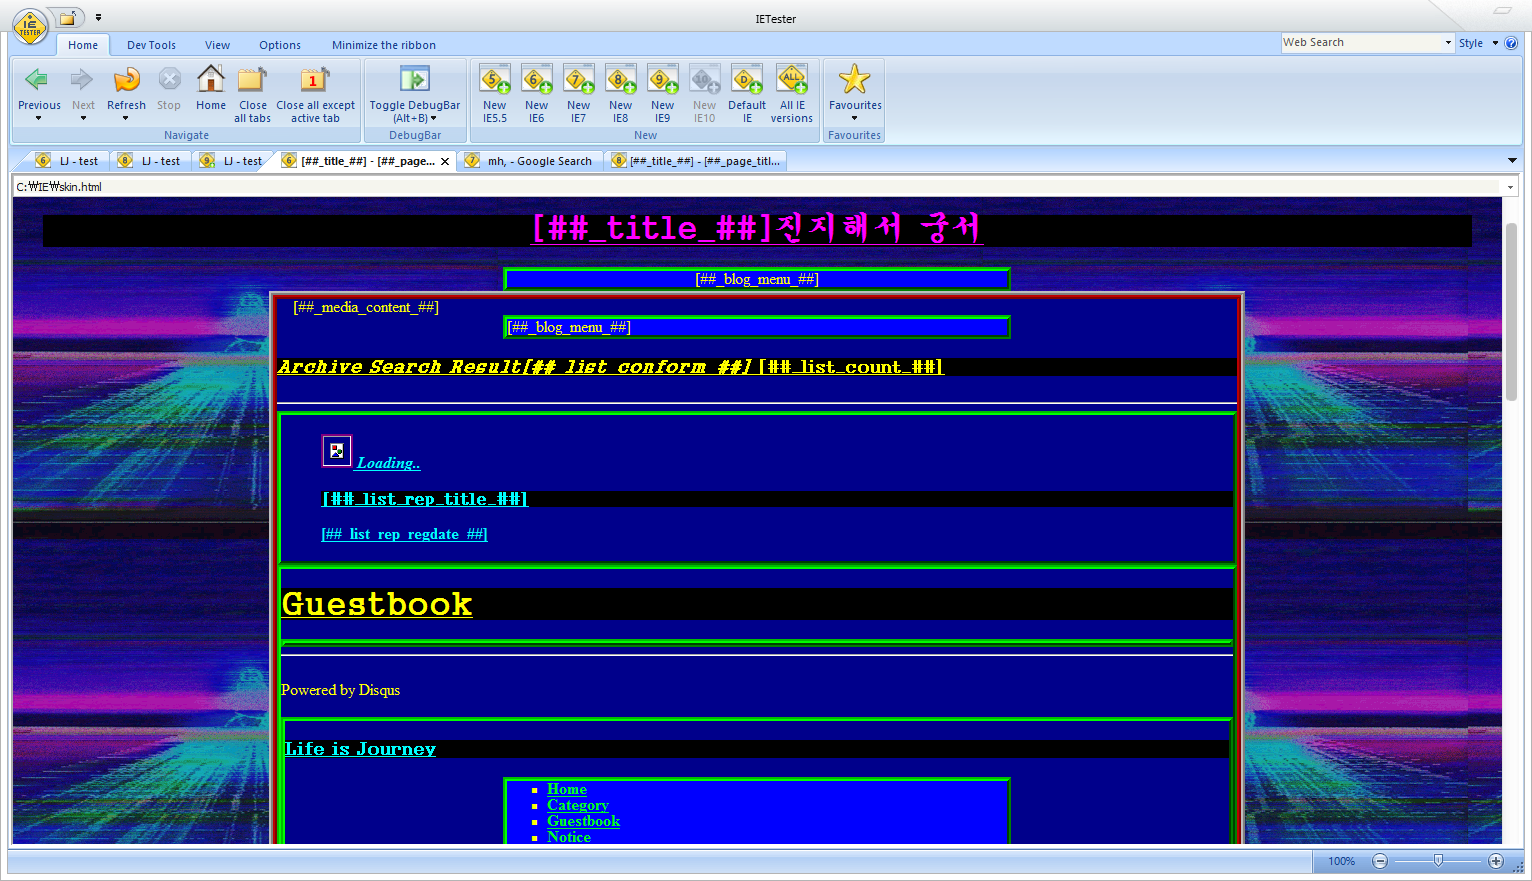 IETester
Home Dev Tools View Options Minimize the ribbon Web Search Style
Previous Next Refresh Stop Home Close all tabs Close all except active tab Toggle DebugBar (Alt+B) New IE5.5 New IE6 New IE7 New IE8 New IE9 New IE10 Default IE All IE versions Favourites
Navigate DebugBar New Favourites
LJ - test LJ - test LJ - test [##_title_##] - [##_page... mh, - Google Search [##_title_##] - [##_page_titl...
C:₩IE₩skin.html
[##_title_##]진지해서 궁서
[##_blog_menu_##]
[##_media_content_##]
[##_blog_menu_##]
Archive Search Result[##_list_conform_##] [##_list_count_##]
Loading..
[##_list_rep_title_##]
[##_list_rep_regdate_##]
Guestbook
Powered by Disqus
Life is Journey
Home
Category
Guestbook
Notice
100%